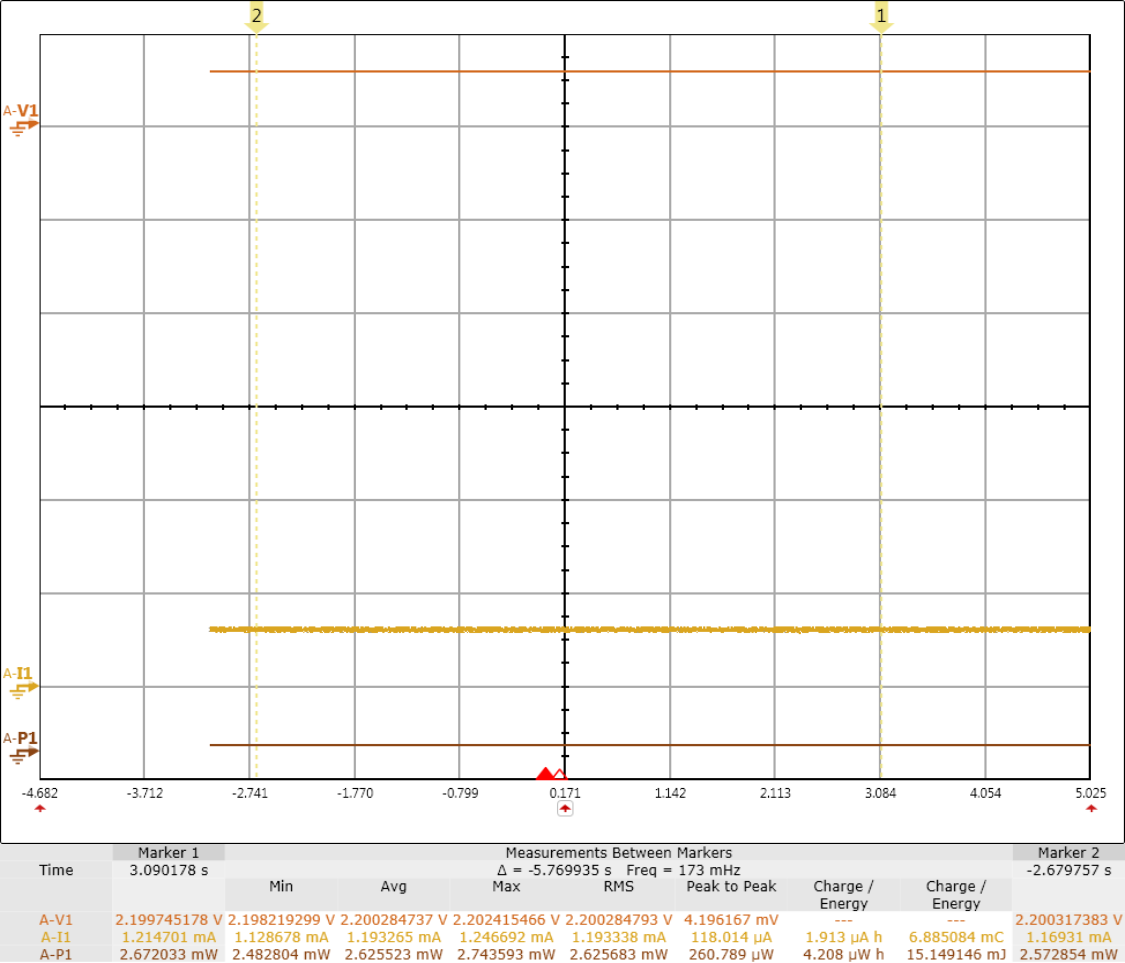 2
1
A-V1
A-I1
A-P1
-4.682 -3.712 -2.741 -1.770 -0.799 0.171 1.142 2.113 3.084 4.054 5.025
Marker 1 Measurements Between Markers Marker 2
Time 3.090178 s Δ = -5.769935 s Freq = 173 mHz -2.679757 s
Min Avg Max RMS Peak to Peak Charge / Charge /
Energy Energy
A-V1 2.199745178 V 2.198219299 V 2.200284737 V 2.202415466 V 2.200284793 V 4.196167 mV --- --- 2.200317383 V
A-I1 1.214701 mA 1.128678 mA 1.193265 mA 1.246692 mA 1.193338 mA 118.014 µA 1.913 µA h 6.885084 mC 1.16931 mA
A-P1 2.672033 mW 2.482804 mW 2.625523 mW 2.743593 mW 2.625683 mW 260.789 µW 4.208 µW h 15.149146 mJ 2.572854 mW